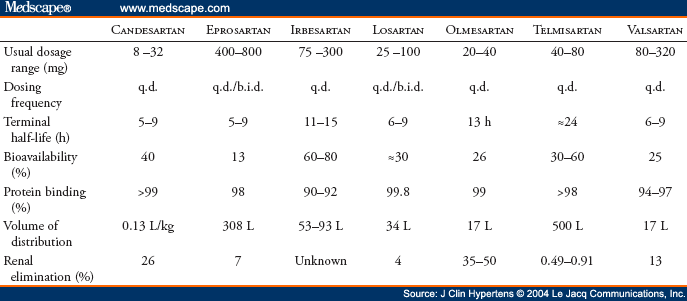 Medscape® www.medscape.com
CANDESARTAN EPROSARTAN IRBESARTAN LOSARTAN OLMESARTAN TELMISARTAN VALSARTAN
Usual dosage 8 –32 400–800 75 –300 25 –100 20–40 40–80 80–320
range (mg)
Dosing q.d. q.d./b.i.d. q.d. q.d./b.i.d. q.d. q.d. q.d.
frequency
Terminal 5–9 5–9 11–15 6–9 13 h ≈24 6–9
half-life (h)
Bioavailability 40 13 60–80 ≈30 26 30–60 25
(%)
Protein binding >99 98 90–92 99.8 99 >98 94–97
(%)
Volume of 0.13 L/kg 308 L 53–93 L 34 L 17 L 500 L 17 L
distribution
Renal 26 7 Unknown 4 35–50 0.49–0.91 13
elimination (%)
Source: J Clin Hypertens © 2004 Le Jacq Communications, Inc.